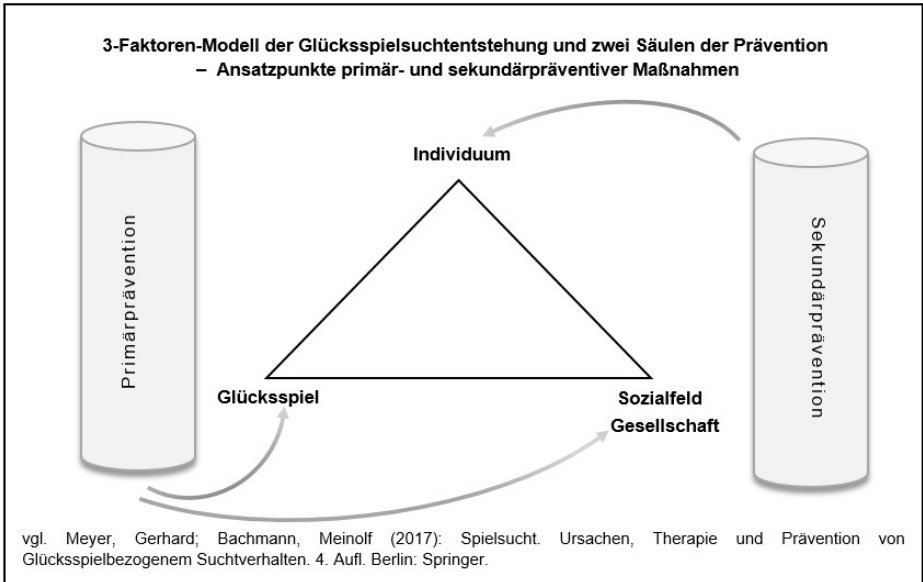 3-Faktoren-Modell der Glücksspielsuchtentstehung und zwei Säulen der Prävention
– Ansatzpunkte primär- und sekundärpräventiver Maßnahmen
Individuum
Primärprävention
Sekundärprävention
Glücksspiel
Sozialfeld
Gesellschaft
vgl. Meyer, Gerhard; Bachmann, Meinolf (2017): Spielsucht. Ursachen, Therapie und Prävention von
Glücksspielbezogenem Suchtverhalten. 4. Aufl. Berlin: Springer.